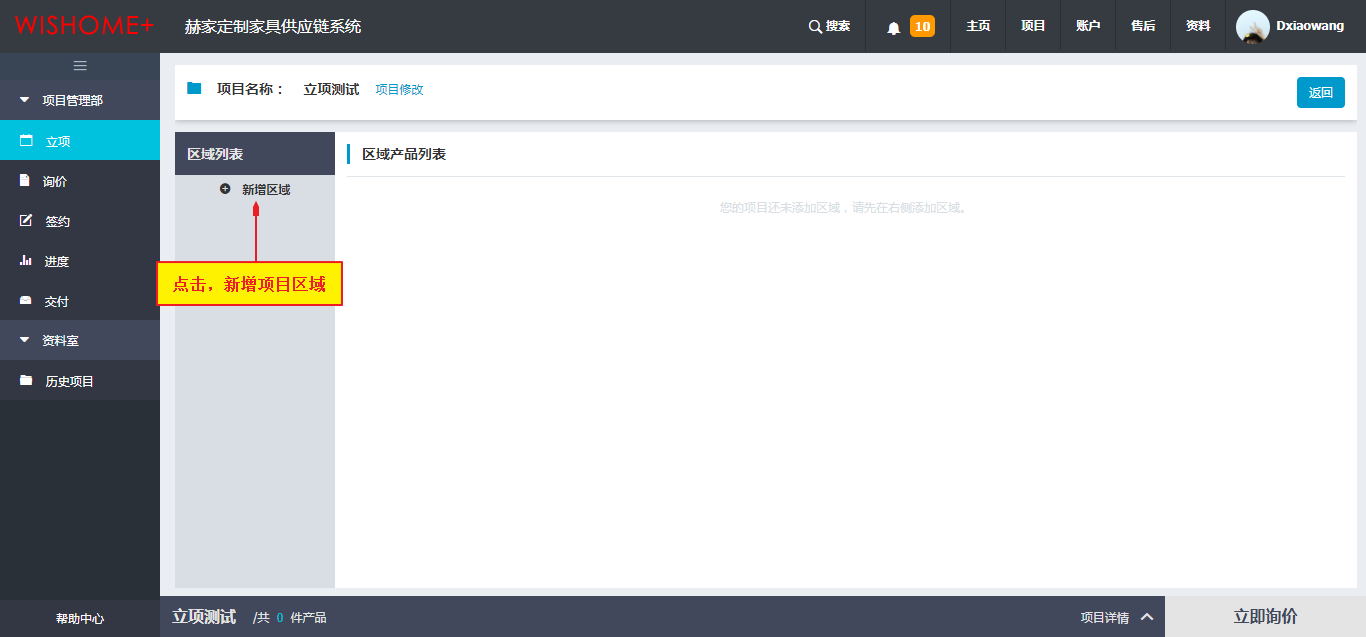 WISHOME+
赫家定制家具供应链系统
搜索
10
主页
项目
账户
售后
资料
Dxiaowang
项目管理部
立项
询价
签约
进度
交付
资料室
历史项目
帮助中心
项目名称： 立项测试 项目修改
返回
区域列表
新增区域
点击，新增项目区域
区域产品列表
您的项目还未添加区域，请先在右侧添加区域。
立项测试 /共 0 件产品
项目详情
立即询价